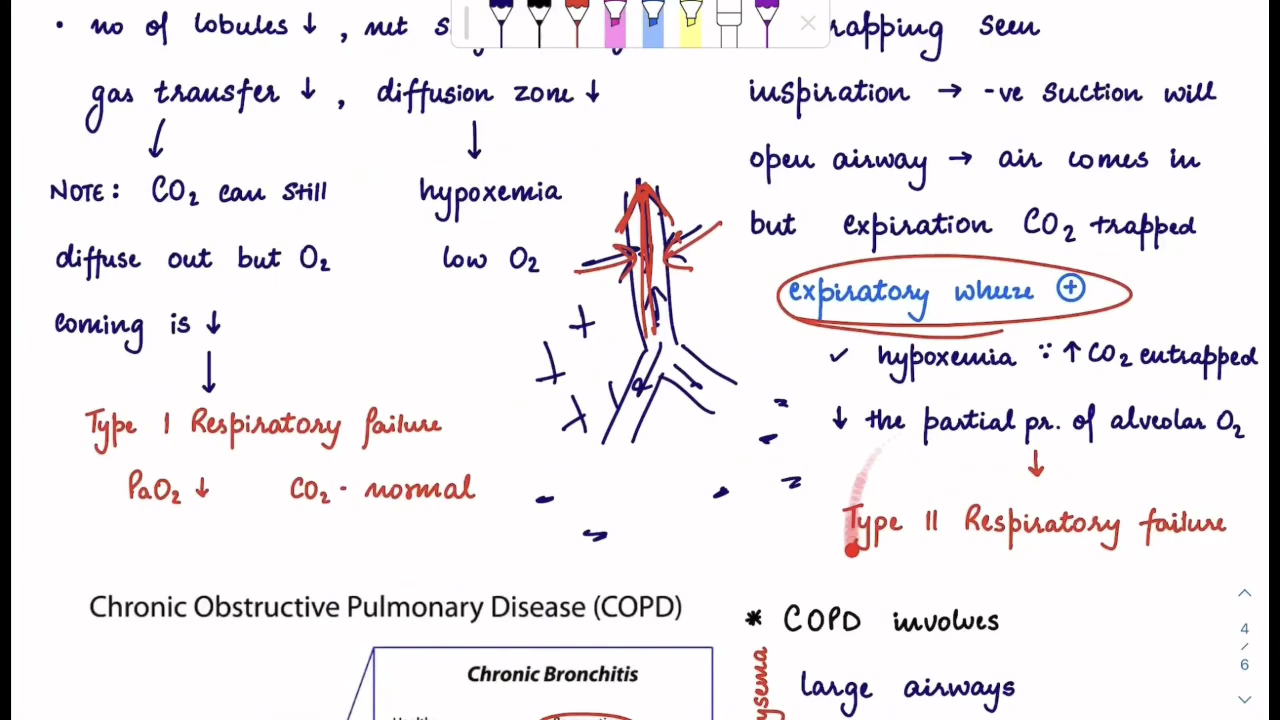 • no of lobules ↓ , net
gas transfer ↓ , diffusion zone ↓
NOTE: CO2 can still
diffuse out but O2
coming is ↓
hypoxemia
low O2
Type I Respiratory failure
PaO2 ↓ CO2 - normal
rapping seen
inspiration → -ve suction will
open airway → air comes in
but expiration CO2 trapped
expiratory wheeze ⊕
✓ hypoxemia ∵ ↑ CO2 entrapped
↓ the partial pr. of alveolar O2
↓
Type II Respiratory failure
Chronic Obstructive Pulmonary Disease (COPD)
Chronic Bronchitis
* COPD involves
large airways
ysema
4
/
6